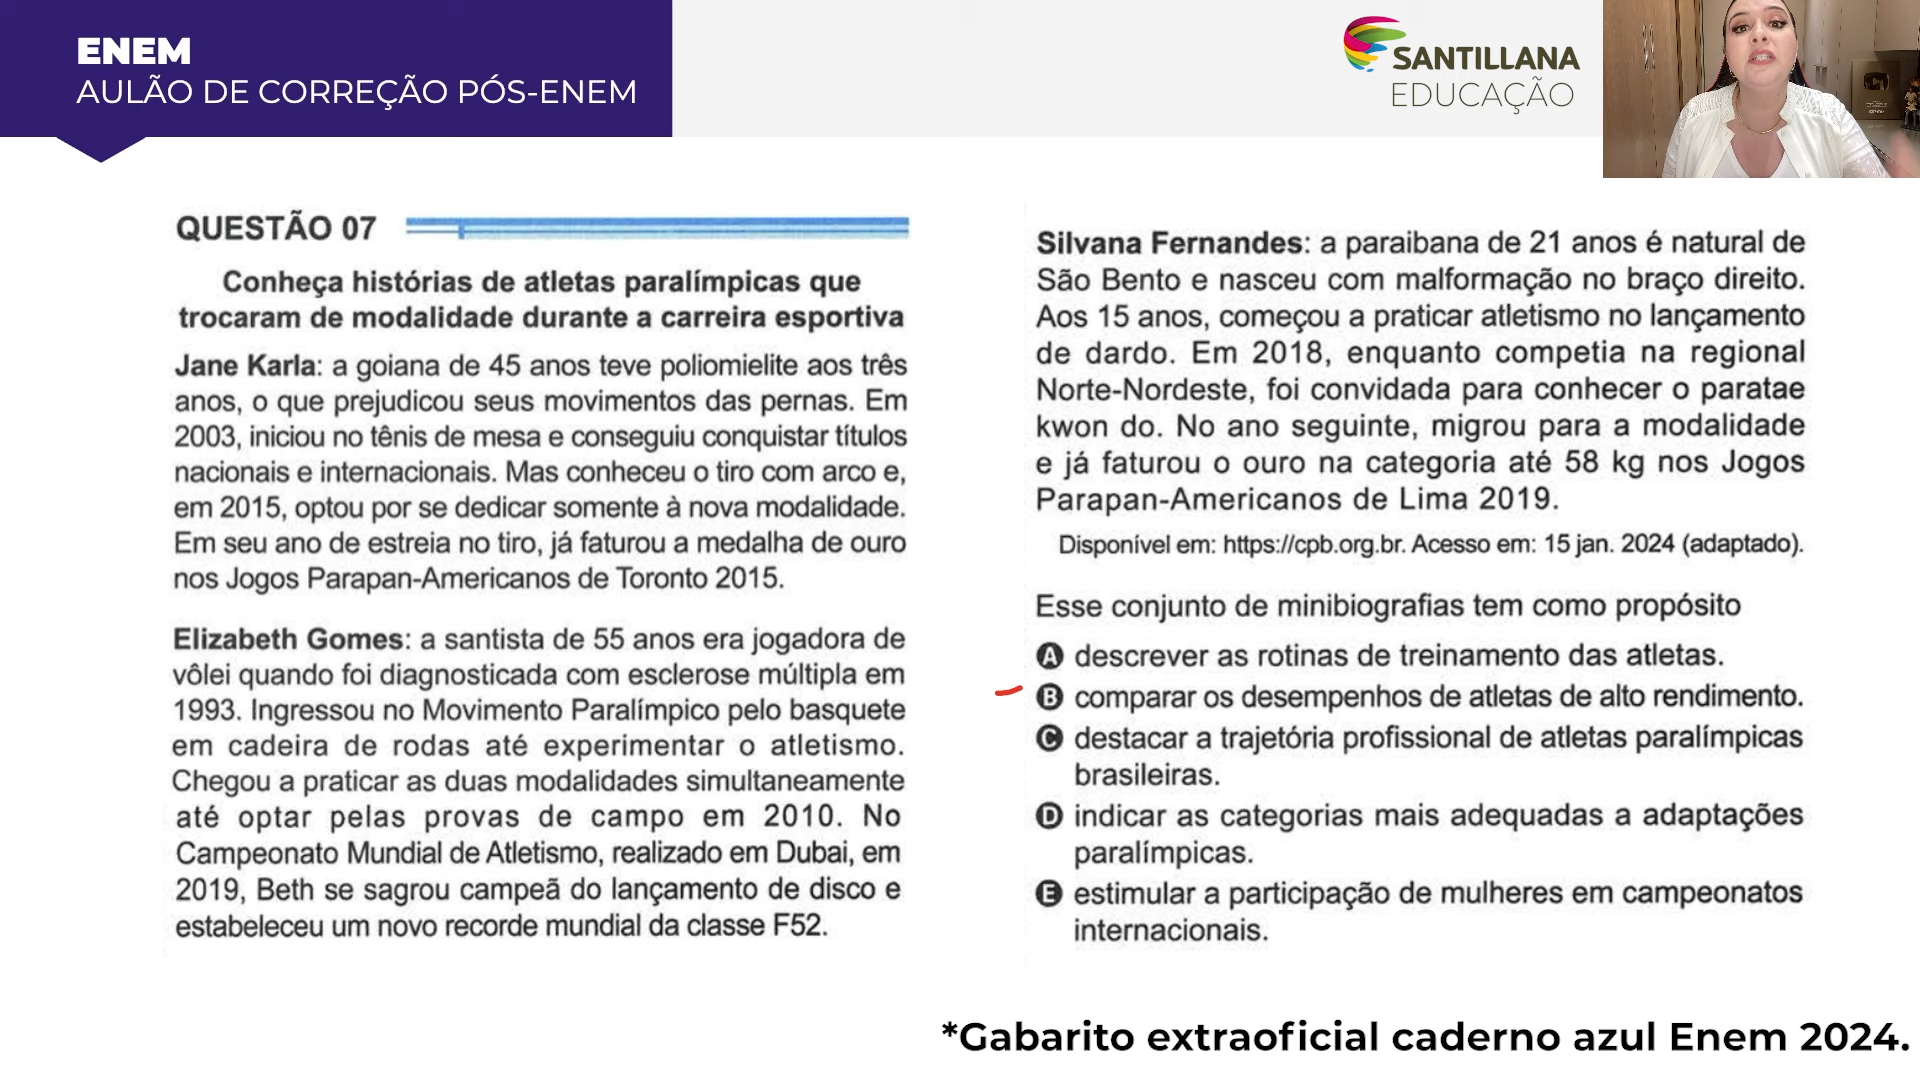 ENEM
AULÃO DE CORREÇÃO PÓS-ENEM
SANTILLANA
EDUCAÇÃO
QUESTÃO 07
Conheça histórias de atletas paralímpicas que
trocaram de modalidade durante a carreira esportiva
Jane Karla: a goiana de 45 anos teve poliomielite aos três
anos, o que prejudicou seus movimentos das pernas. Em
2003, iniciou no tênis de mesa e conseguiu conquistar títulos
nacionais e internacionais. Mas conheceu o tiro com arco e,
em 2015, optou por se dedicar somente à nova modalidade.
Em seu ano de estreia no tiro, já faturou a medalha de ouro
nos Jogos Parapan-Americanos de Toronto 2015.
Elizabeth Gomes: a santista de 55 anos era jogadora de
vôlei quando foi diagnosticada com esclerose múltipla em
1993. Ingressou no Movimento Paralímpico pelo basquete
em cadeira de rodas até experimentar o atletismo.
Chegou a praticar as duas modalidades simultaneamente
até optar pelas provas de campo em 2010. No
Campeonato Mundial de Atletismo, realizado em Dubai, em
2019, Beth se sagrou campeã do lançamento de disco e
estabeleceu um novo recorde mundial da classe F52.
Silvana Fernandes: a paraibana de 21 anos é natural de
São Bento e nasceu com malformação no braço direito.
Aos 15 anos, começou a praticar atletismo no lançamento
de dardo. Em 2018, enquanto competia na regional
Norte-Nordeste, foi convidada para conhecer o paratae
kwon do. No ano seguinte, migrou para a modalidade
e já faturou o ouro na categoria até 58 kg nos Jogos
Parapan-Americanos de Lima 2019.
Disponível em: https://cpb.org.br. Acesso em: 15 jan. 2024 (adaptado).
Esse conjunto de minibiografias tem como propósito
A descrever as rotinas de treinamento das atletas.
B comparar os desempenhos de atletas de alto rendimento.
C destacar a trajetória profissional de atletas paralímpicas
brasileiras.
D indicar as categorias mais adequadas a adaptações
paralímpicas.
E estimular a participação de mulheres em campeonatos
internacionais.
*Gabarito extraoficial caderno azul Enem 2024.